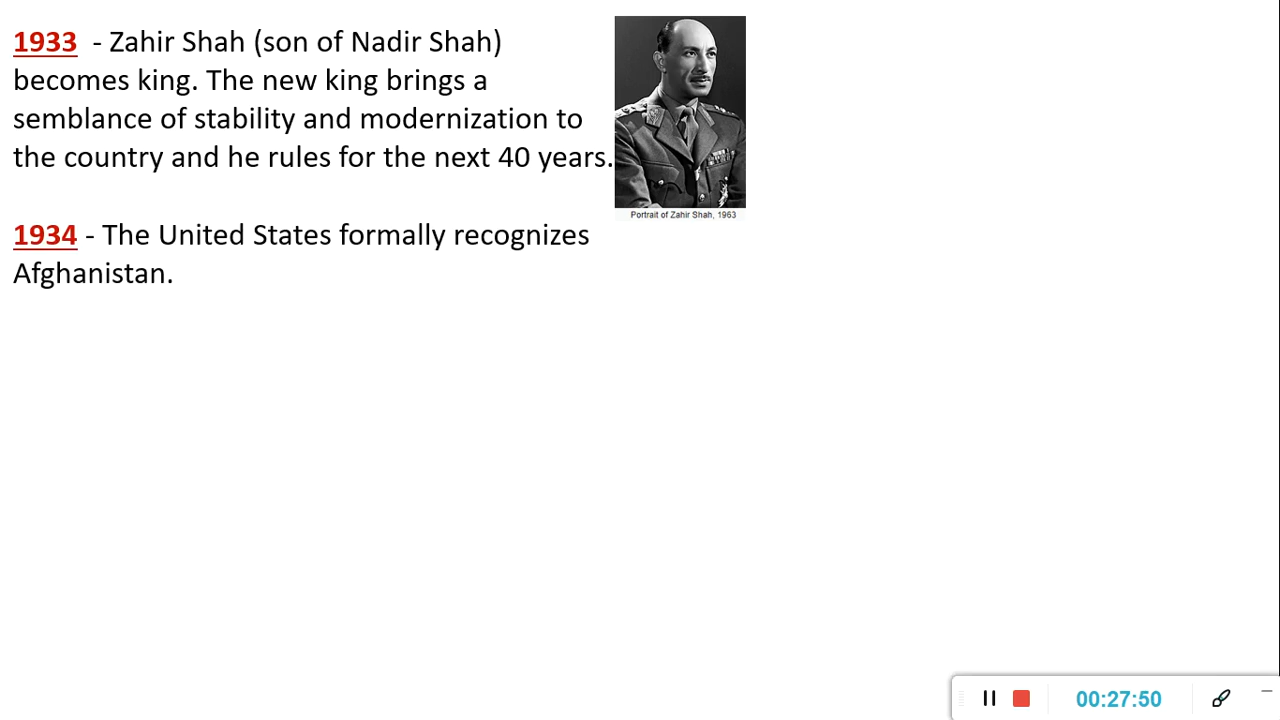 1933 - Zahir Shah (son of Nadir Shah)
becomes king. The new king brings a
semblance of stability and modernization to
the country and he rules for the next 40 years.
Portrait of Zahir Shah, 1963
1934 - The United States formally recognizes
Afghanistan.
00:27:50